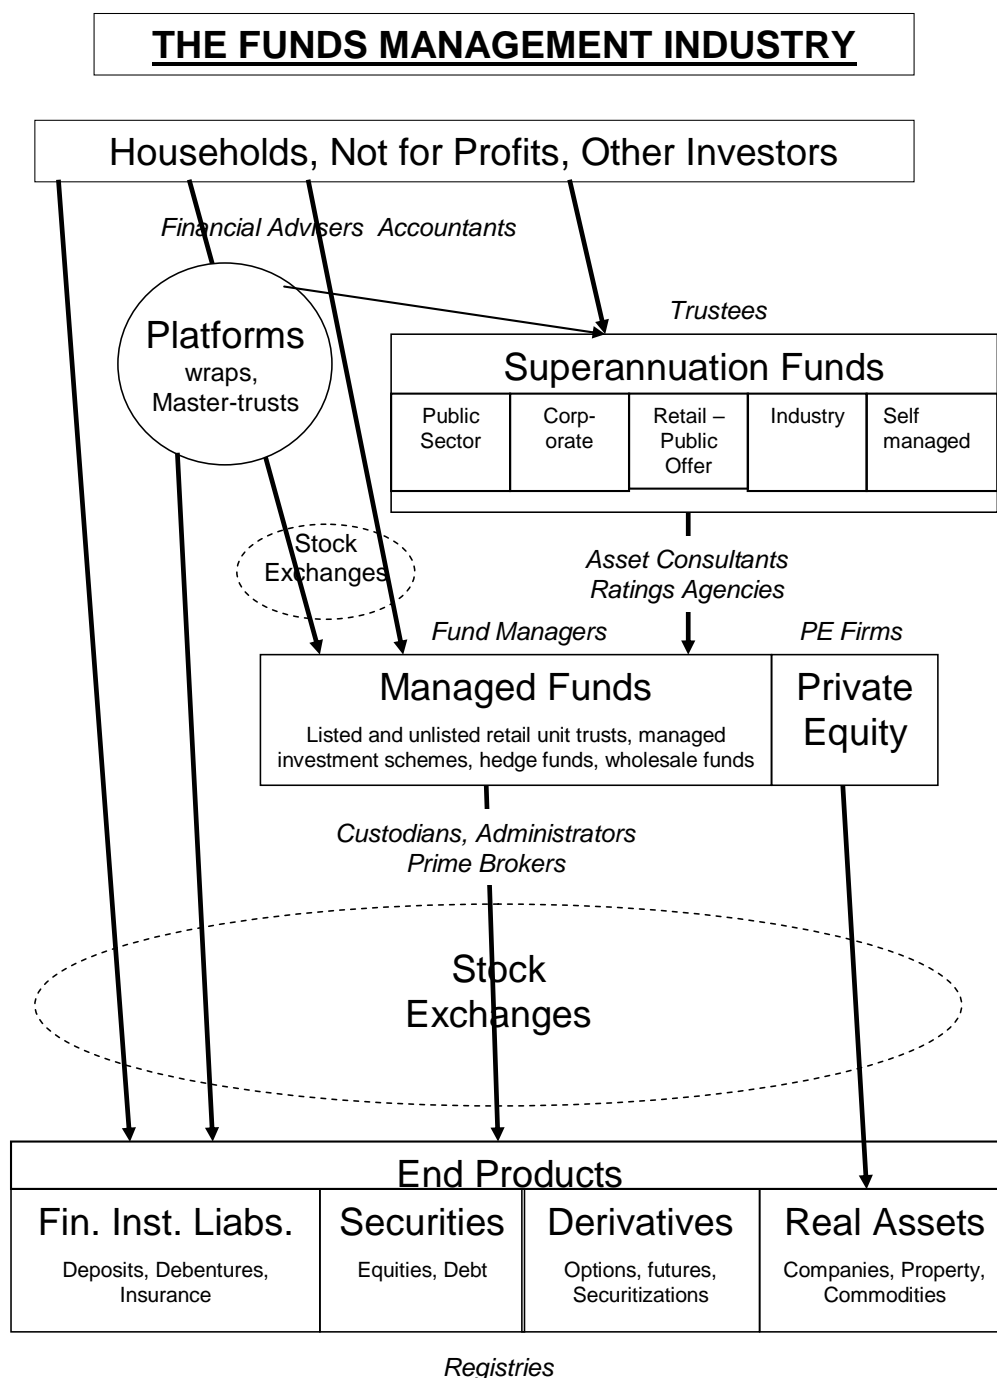 THE FUNDS MANAGEMENT INDUSTRY
Households, Not for Profits, Other Investors
Financial Advisers  Accountants
Platforms
wraps,
Master-trusts
Trustees
Superannuation Funds
Public
Sector
Corp-
orate
Retail –
Public
Offer
Industry
Self
managed
Stock
Exchanges
Asset Consultants
Ratings Agencies
Fund Managers
PE Firms
Managed Funds
Listed and unlisted retail unit trusts, managed
investment schemes, hedge funds, wholesale funds
Private
Equity
Custodians, Administrators
Prime Brokers
Stock
Exchanges
End Products
Fin. Inst. Liabs.
Deposits, Debentures,
Insurance
Securities
Equities, Debt
Derivatives
Options, futures,
Securitizations
Real Assets
Companies, Property,
Commodities
Registries